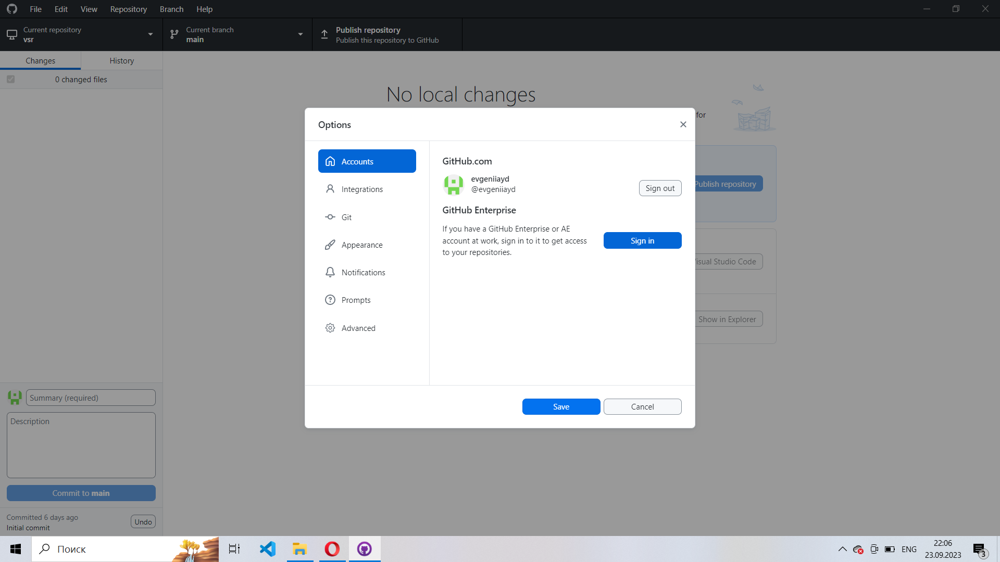 File Edit View Repository Branch Help
Current repository
vsr
Current branch
main
Publish repository
Publish this repository to GitHub
Changes History
0 changed files
No local changes
for
Publish repository
Visual Studio Code
Show in Explorer
Options
Accounts
Integrations
Git
Appearance
Notifications
Prompts
Advanced
GitHub.com
evgeniiayd
@evgeniiayd
Sign out
GitHub Enterprise
If you have a GitHub Enterprise or AE
account at work, sign in to it to get access
to your repositories.
Sign in
Save Cancel
Summary (required)
Description
Commit to main
Committed 6 days ago
Initial commit
Undo
Поиск
ENG
22:06
23.09.2023
3